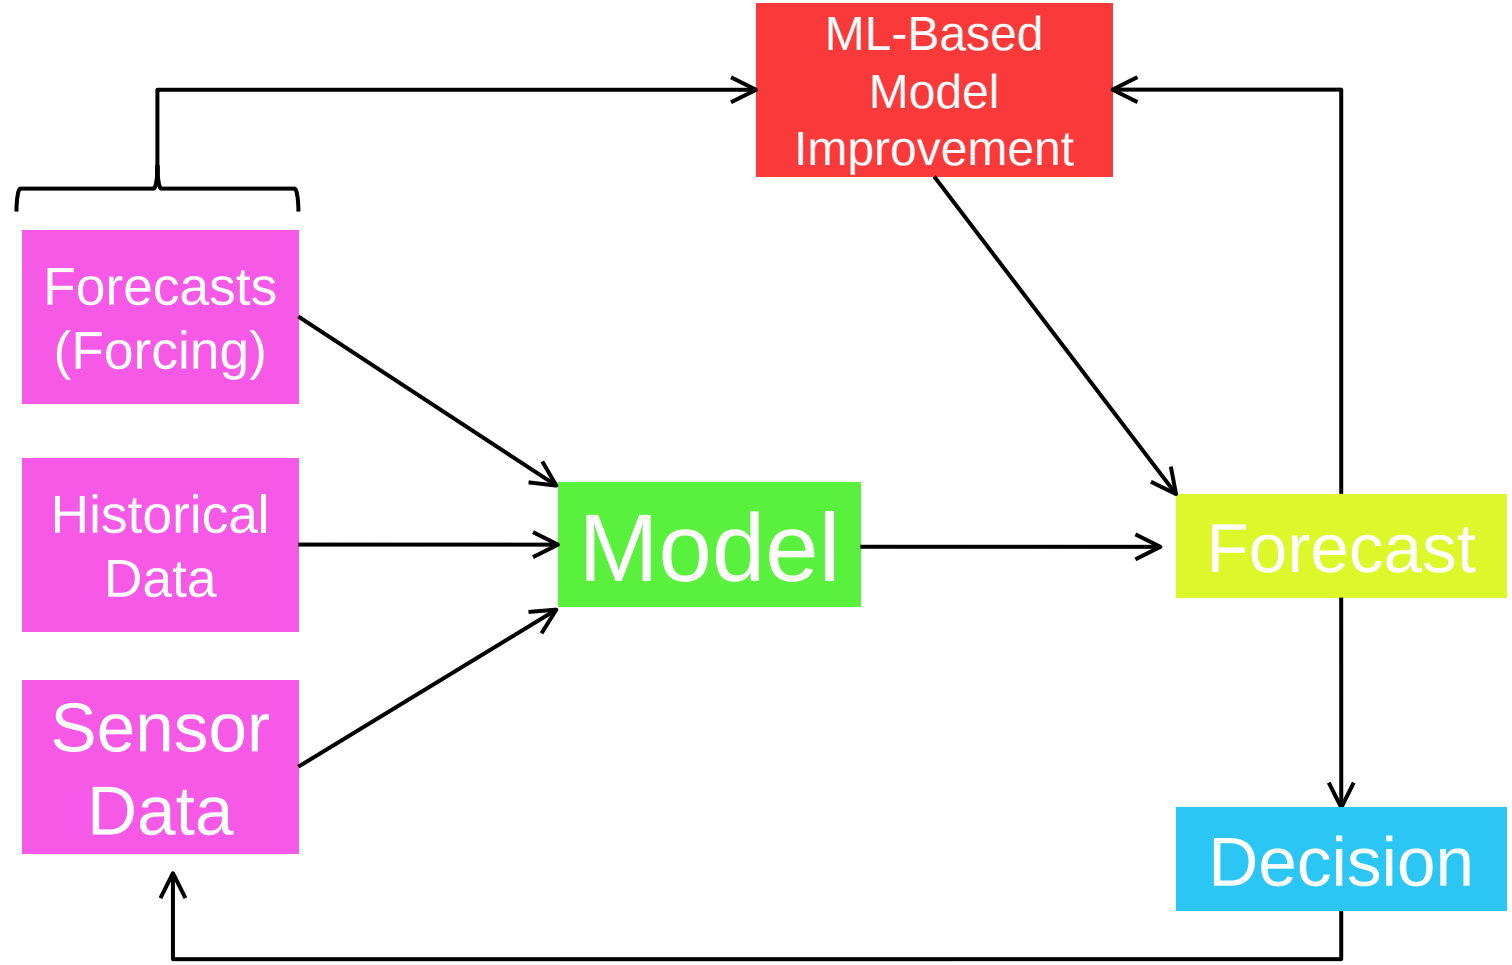 ML-Based
Model
Improvement
Forecasts
(Forcing)
Historical
Data
Sensor
Data
Model
Forecast
Decision